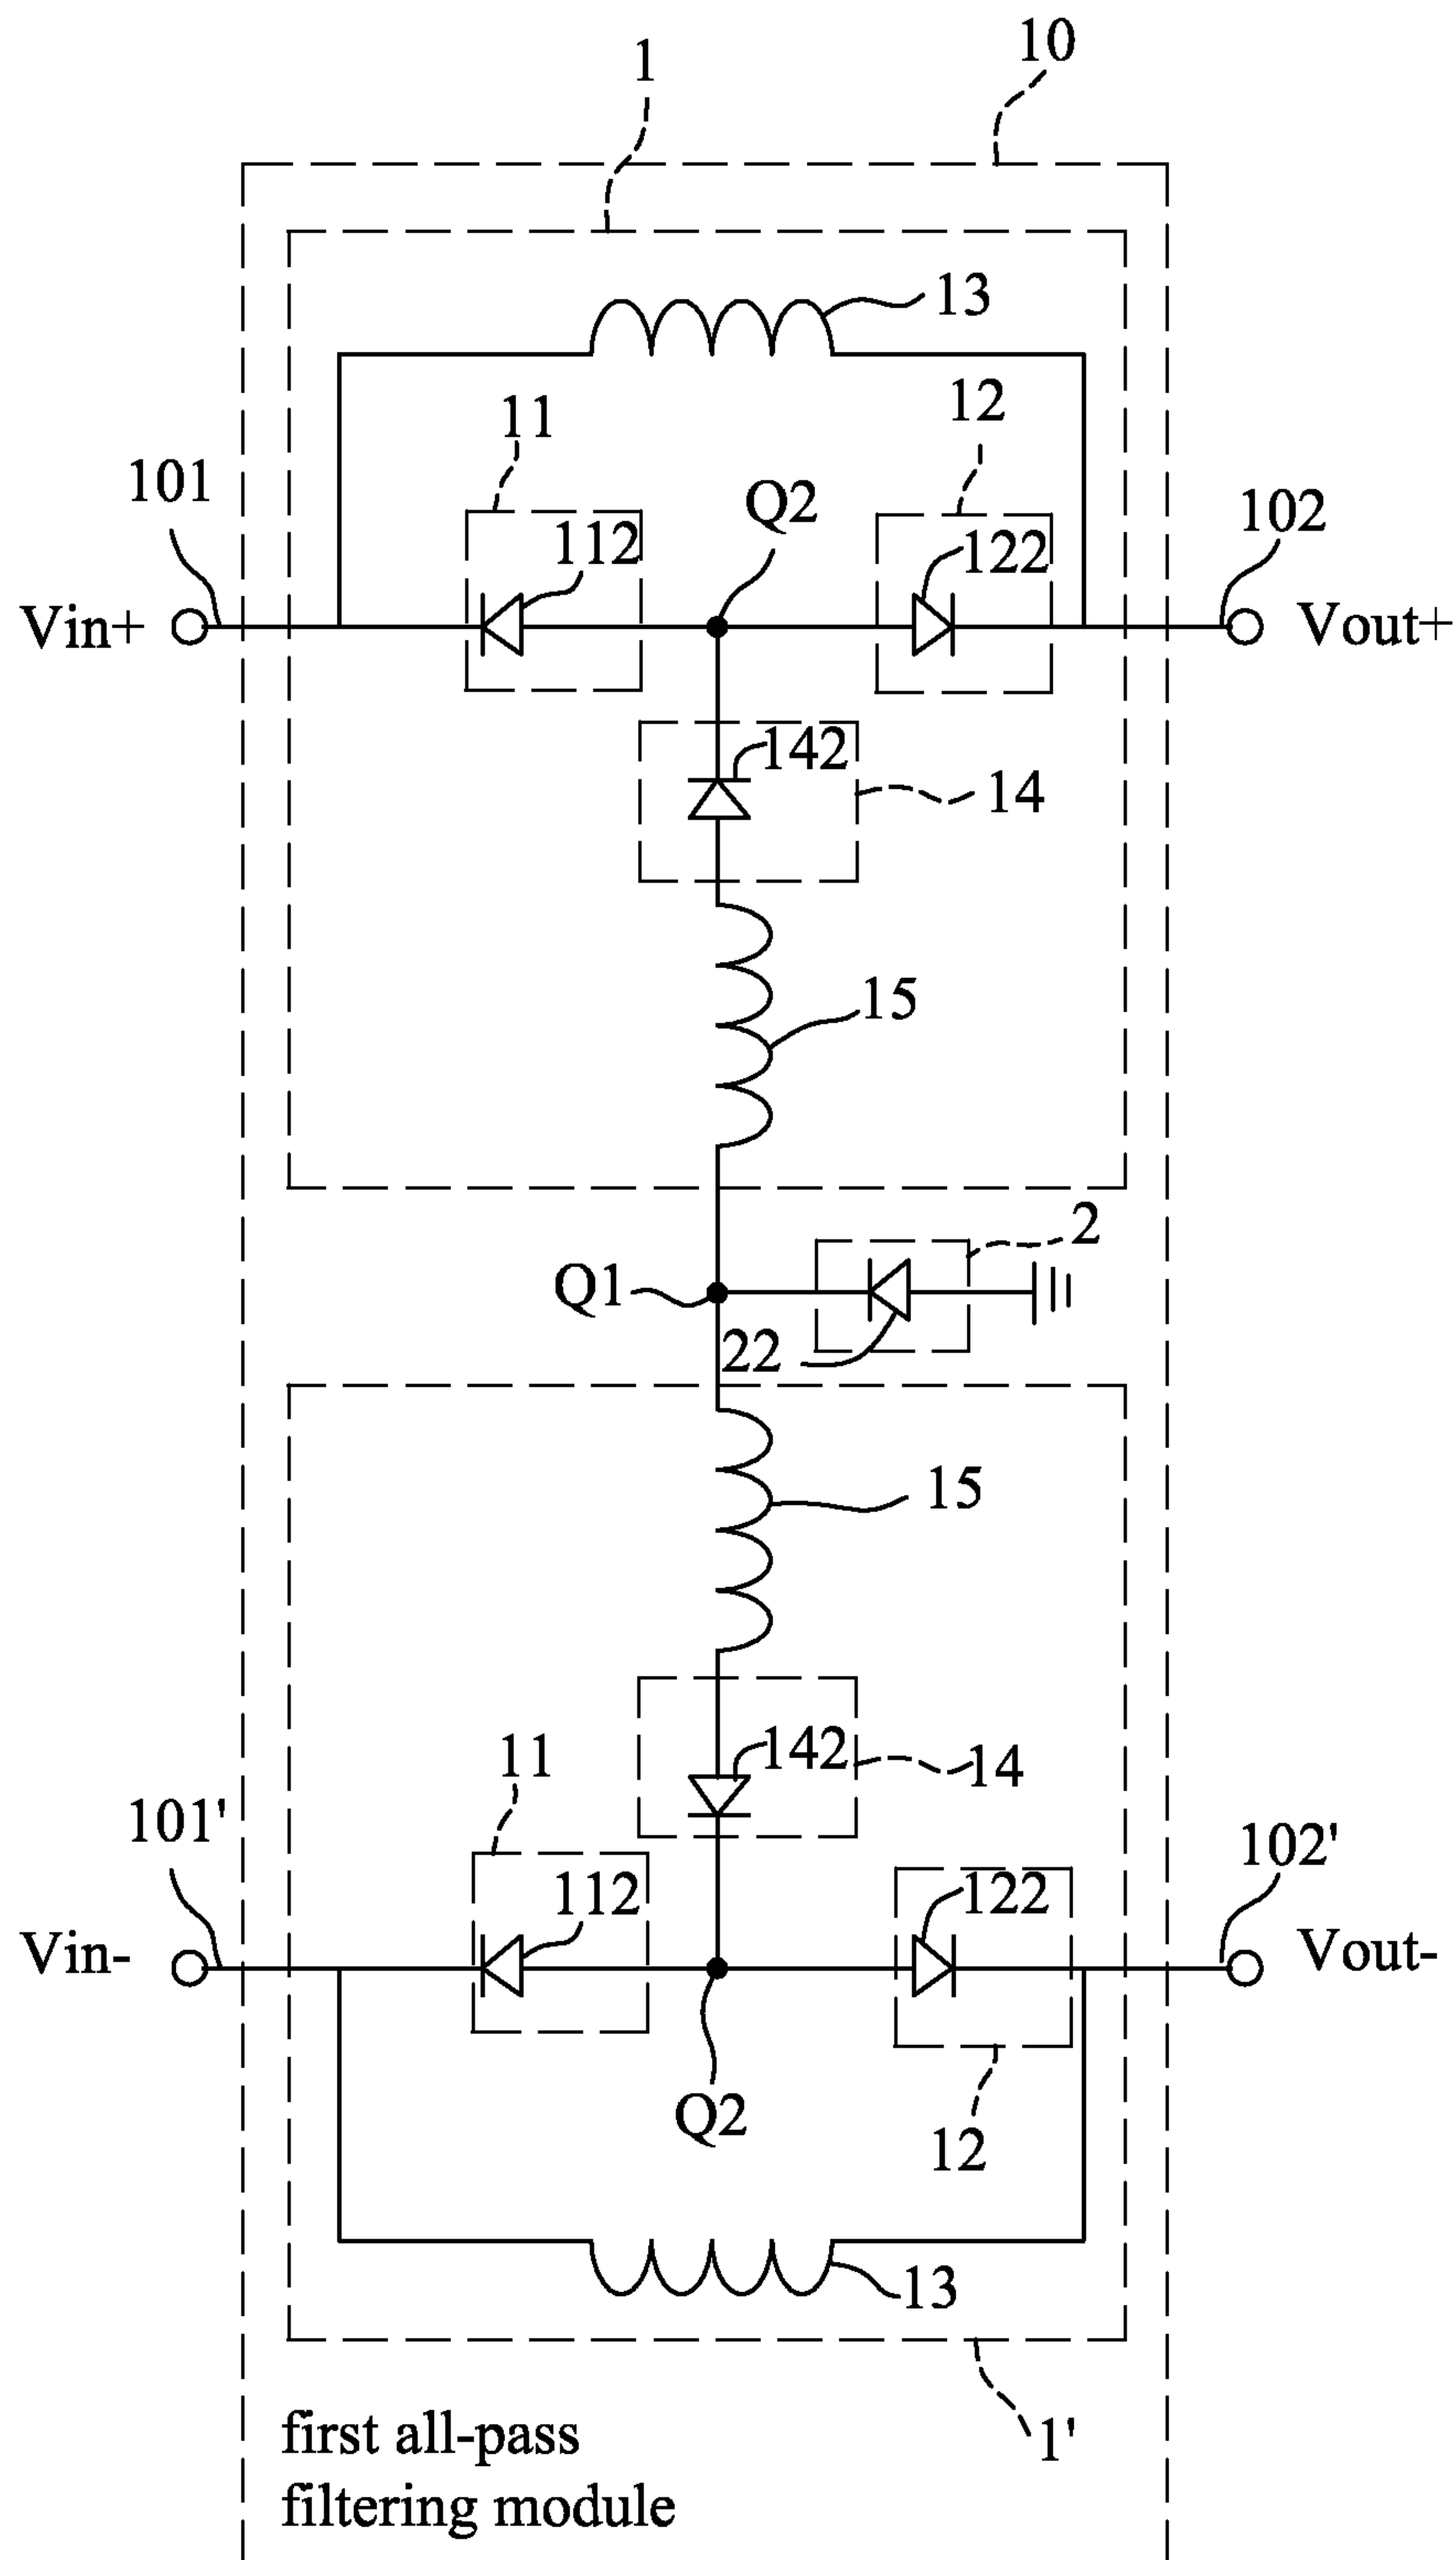 10
1
13
11
12
101
Q2
102
112
122
Vin+
Vout+
142
14
15
2
Q1
22
15
142
14
11
101'
102'
112
122
Vin-
Vout-
Q2
12
13
1'
first all-pass
filtering module